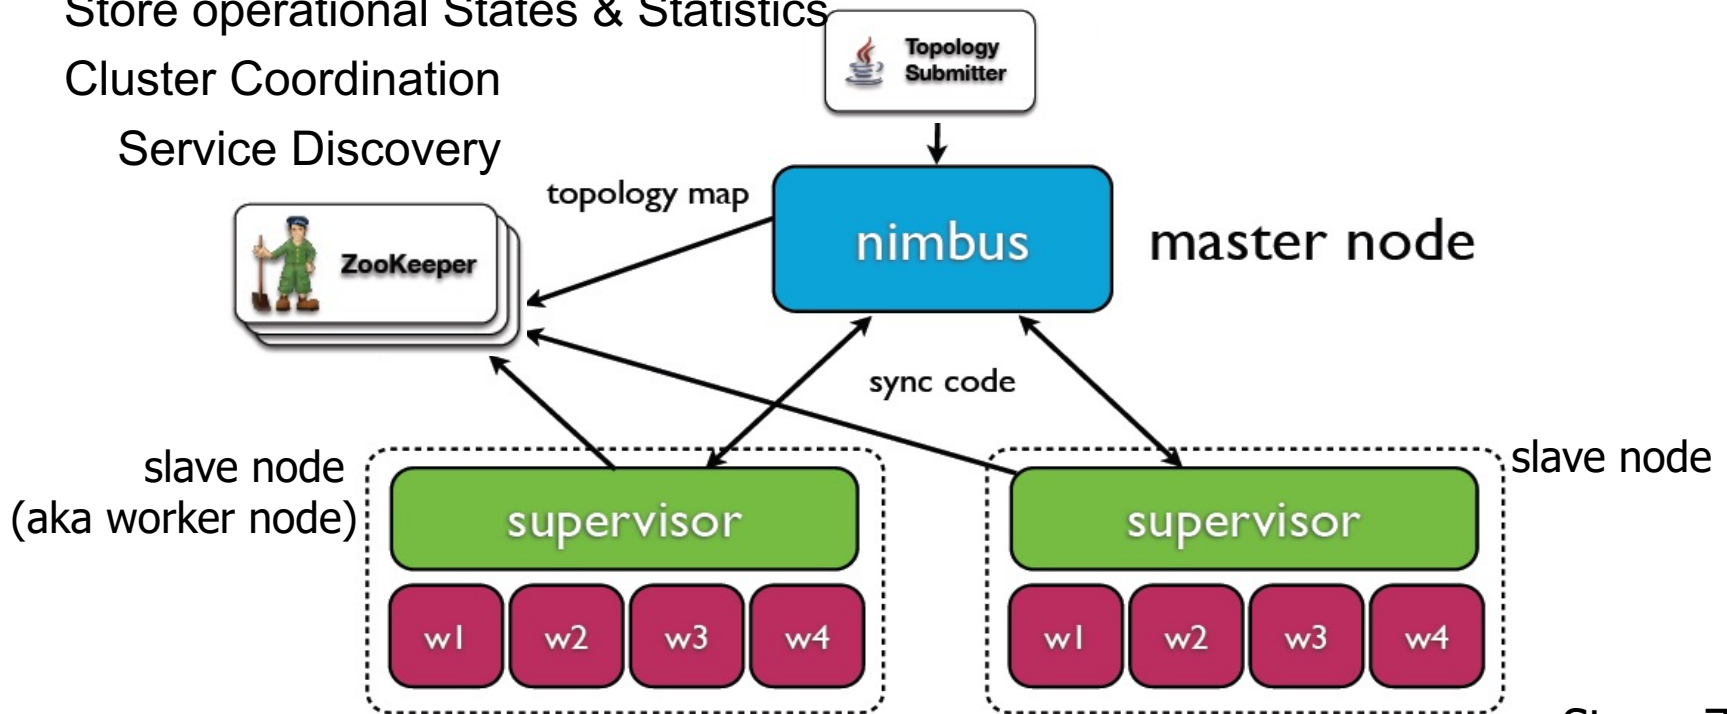 Store operational States & Statistics
Cluster Coordination
Service Discovery
Topology
Submitter
topology map
nimbus
master node
ZooKeeper
sync code
slave node
(aka worker node)
slave node
supervisor
supervisor
w1 w2 w3 w4
w1 w2 w3 w4